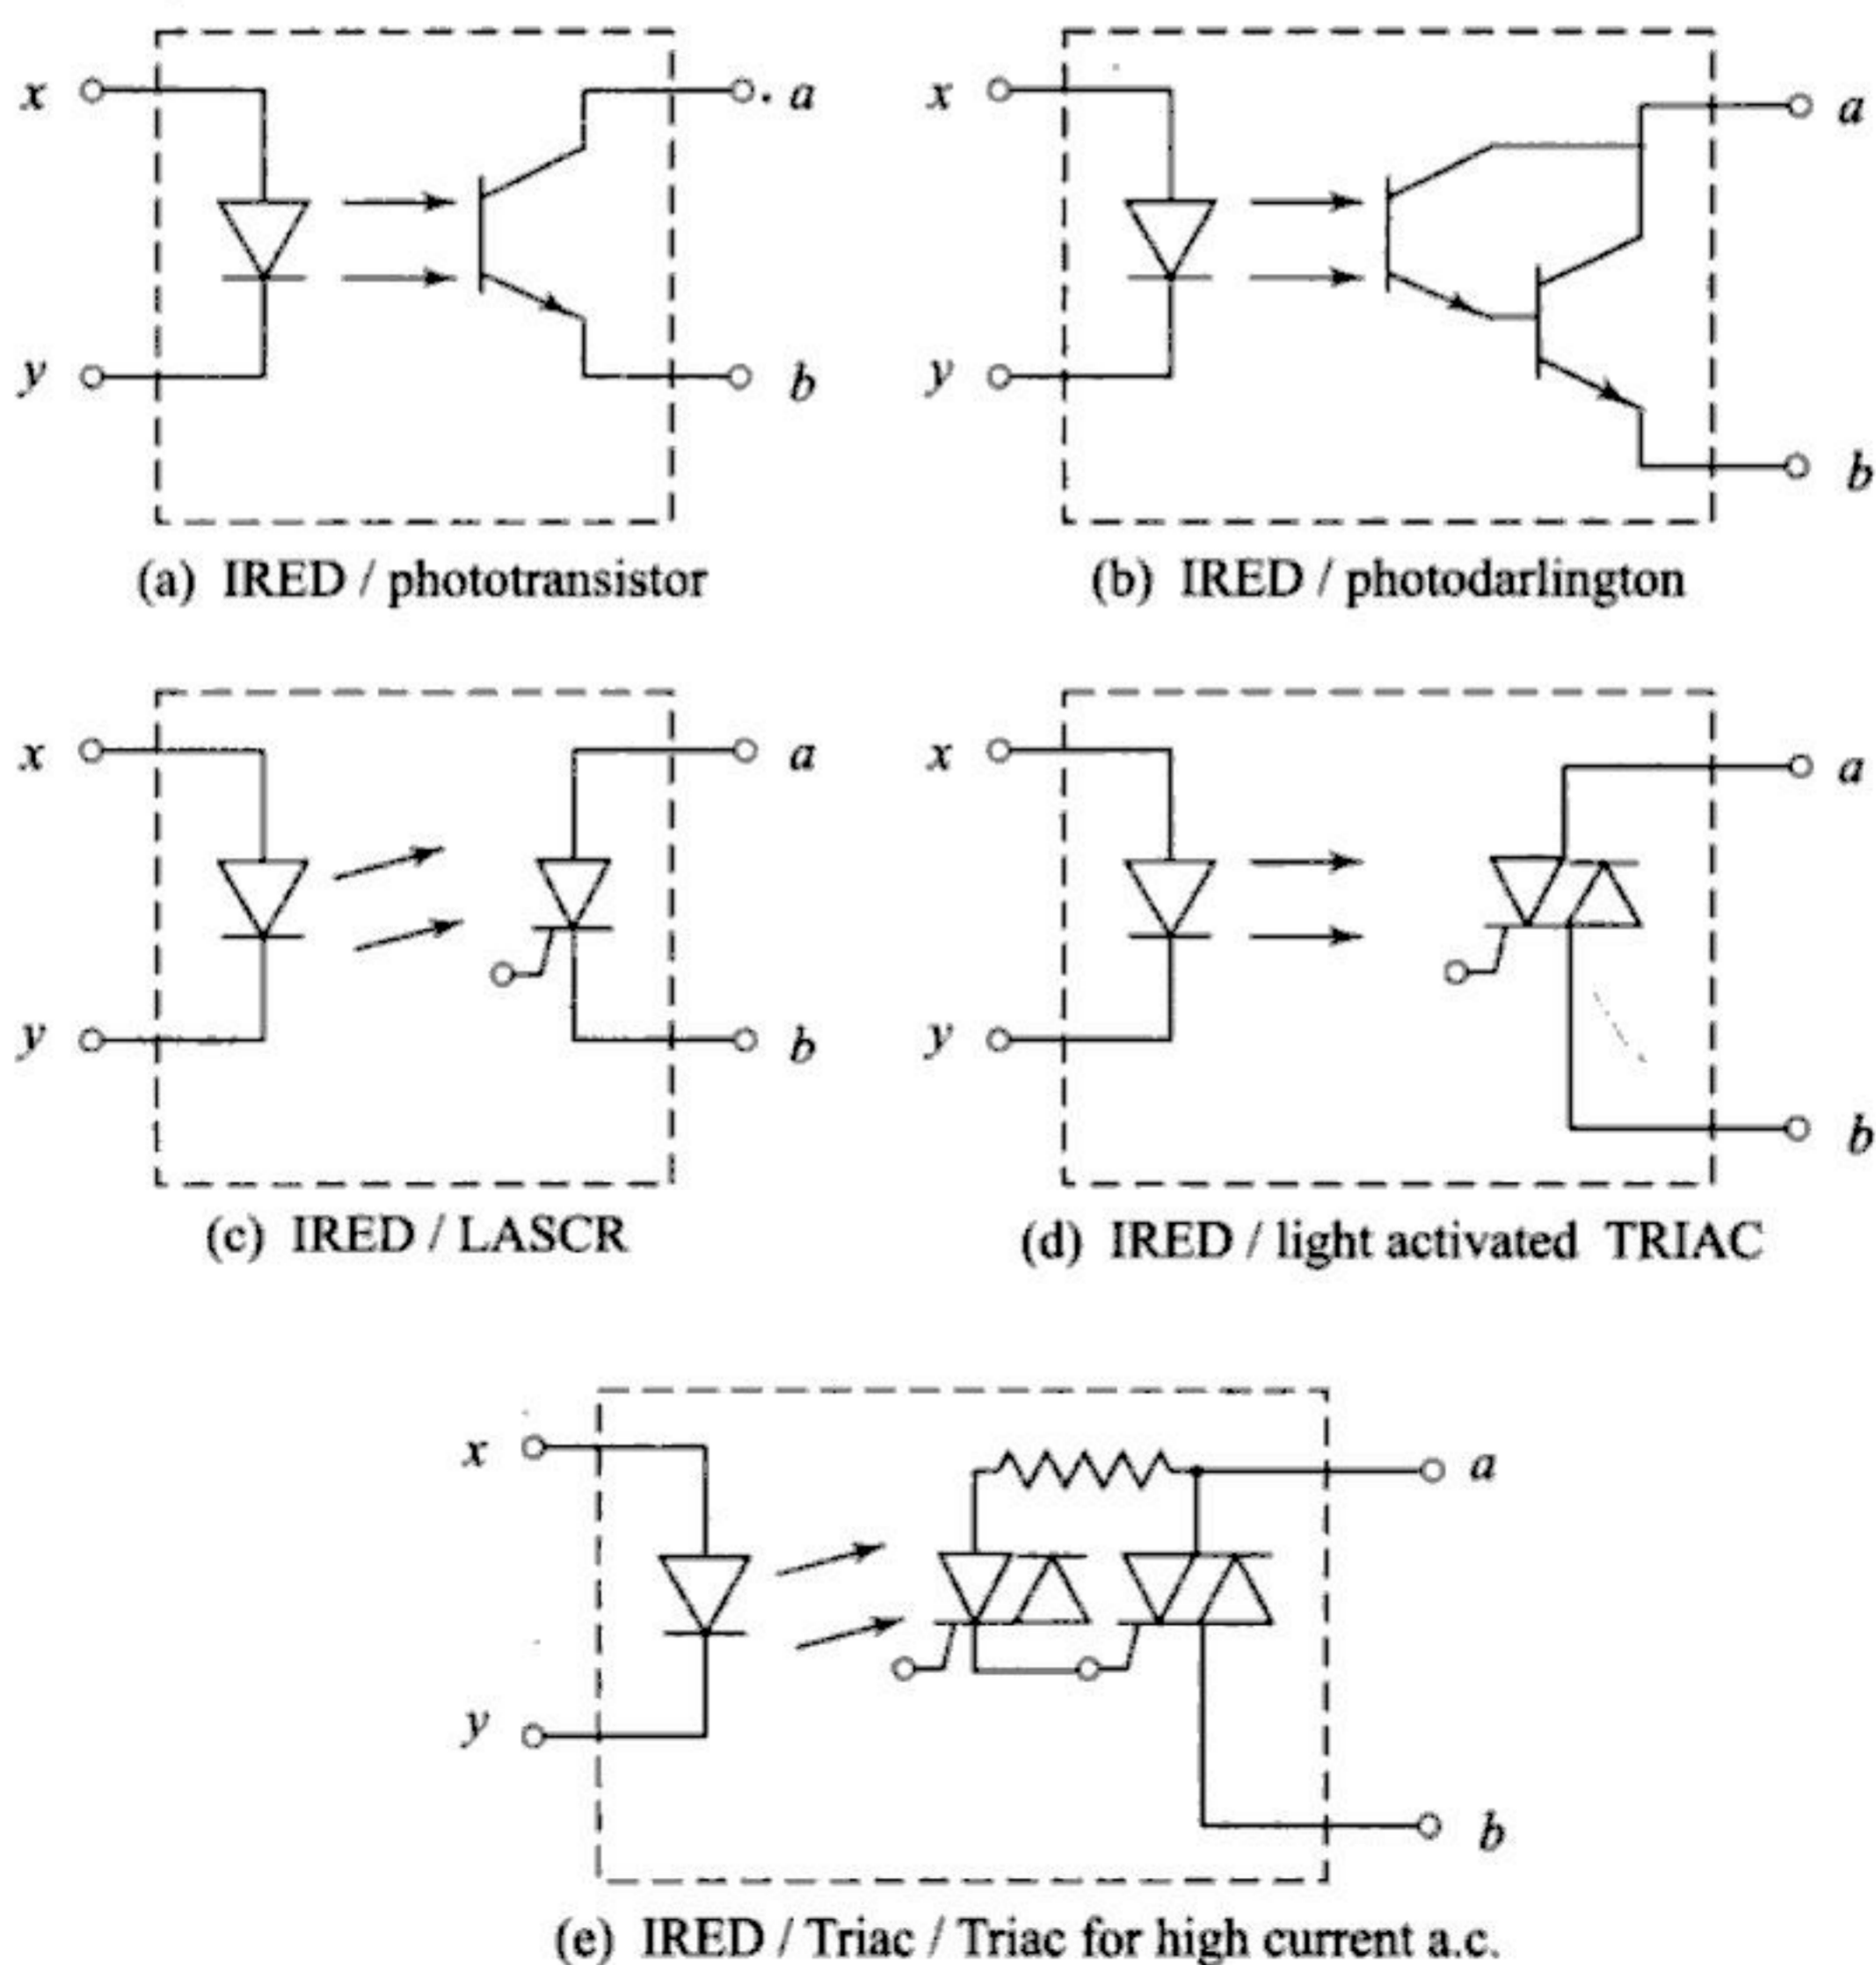 x a
y b
(a) IRED / phototransistor
x a
y b
(b) IRED / photodarlington
x a
y b
(c) IRED / LASCR
x a
y b
(d) IRED / light activated TRIAC
x a
y b
(e) IRED / Triac / Triac for high current a.c.